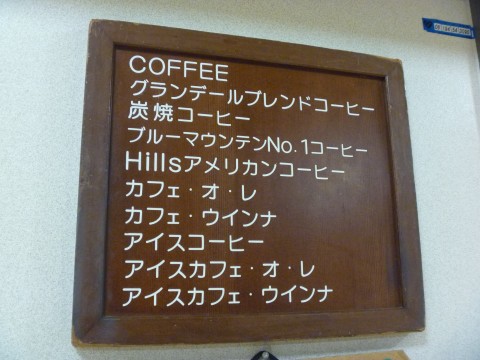 COFFEE
グランデールブレンドコーヒー
炭焼コーヒー
ブルーマウンテンNo.1コーヒー
Hillsアメリカンコーヒー
カフェ・オ・レ
カフェ・ウインナ
アイスコーヒー
アイスカフェ・オ・レ
アイスカフェ・ウインナ